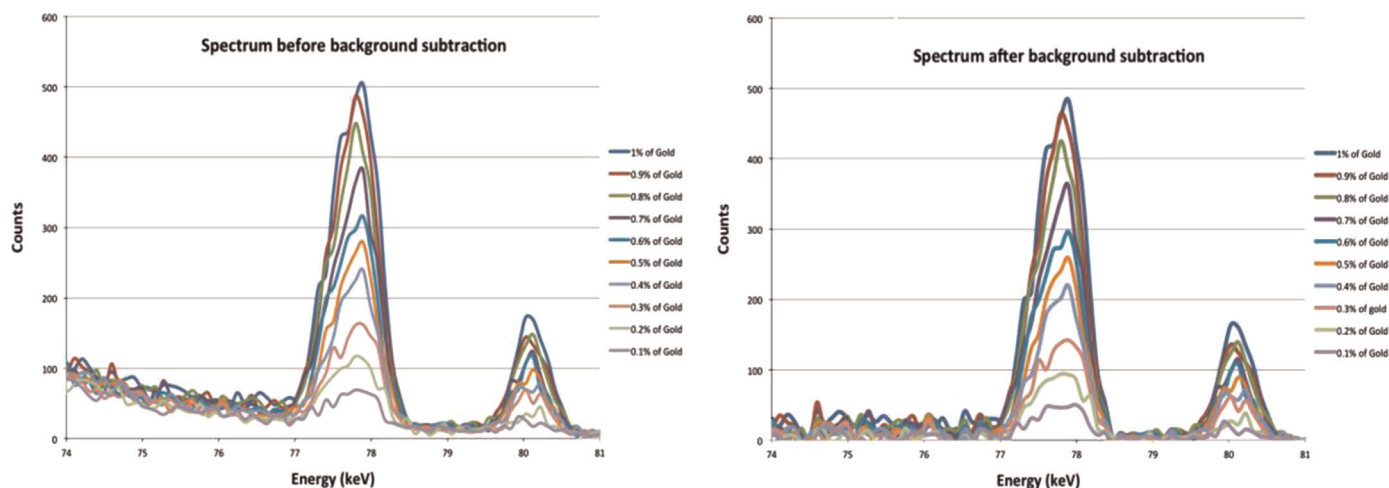 Spectrum before background subtraction
600
500
400
300
200
100
0
Counts
74 75 76 77 78 79 80 81
Energy (keV)
1% of Gold
0.9% of Gold
0.8% of Gold
0.7% of Gold
0.6% of Gold
0.5% of Gold
0.4% of Gold
0.3% of Gold
0.2% of Gold
0.1% of Gold
Spectrum after background subtraction
600
500
400
300
200
100
0
Counts
74 75 76 77 78 79 80 81
Energy (keV)
1% of Gold
0.9% of Gold
0.8% of Gold
0.7% of Gold
0.6% of Gold
0.5% of Gold
0.4% of Gold
0.3% of gold
0.2% of Gold
0.1% of Gold